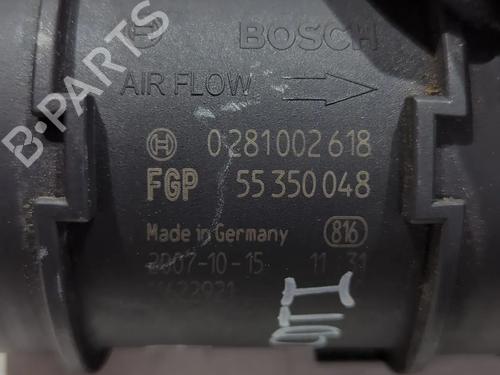 B-PARTS
BOSCH
AIR FLOW
0 281 002 618
FGP 55 350 048
Made in Germany 816
2007-10-15 11 31